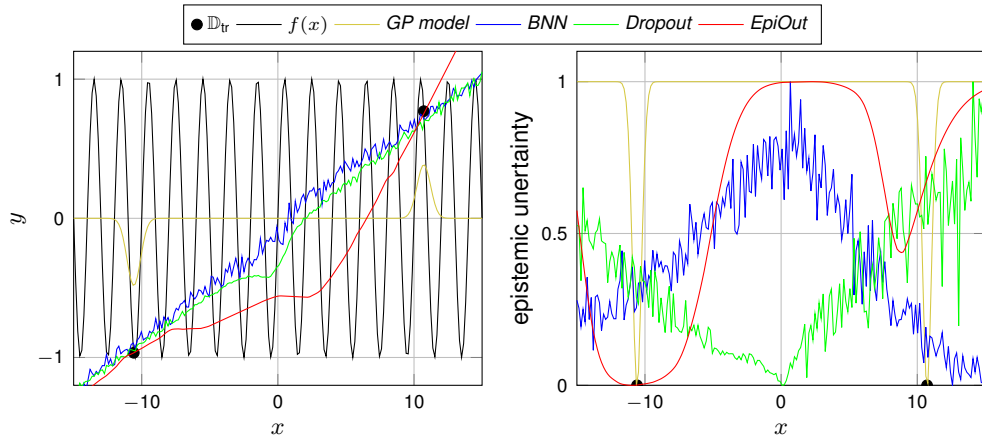 𝔻tr f(x) GP model BNN Dropout EpiOut
1
0
−1
y
−10 0 10
x
1
0.5
0
epistemic unertainty
−10 0 10
x